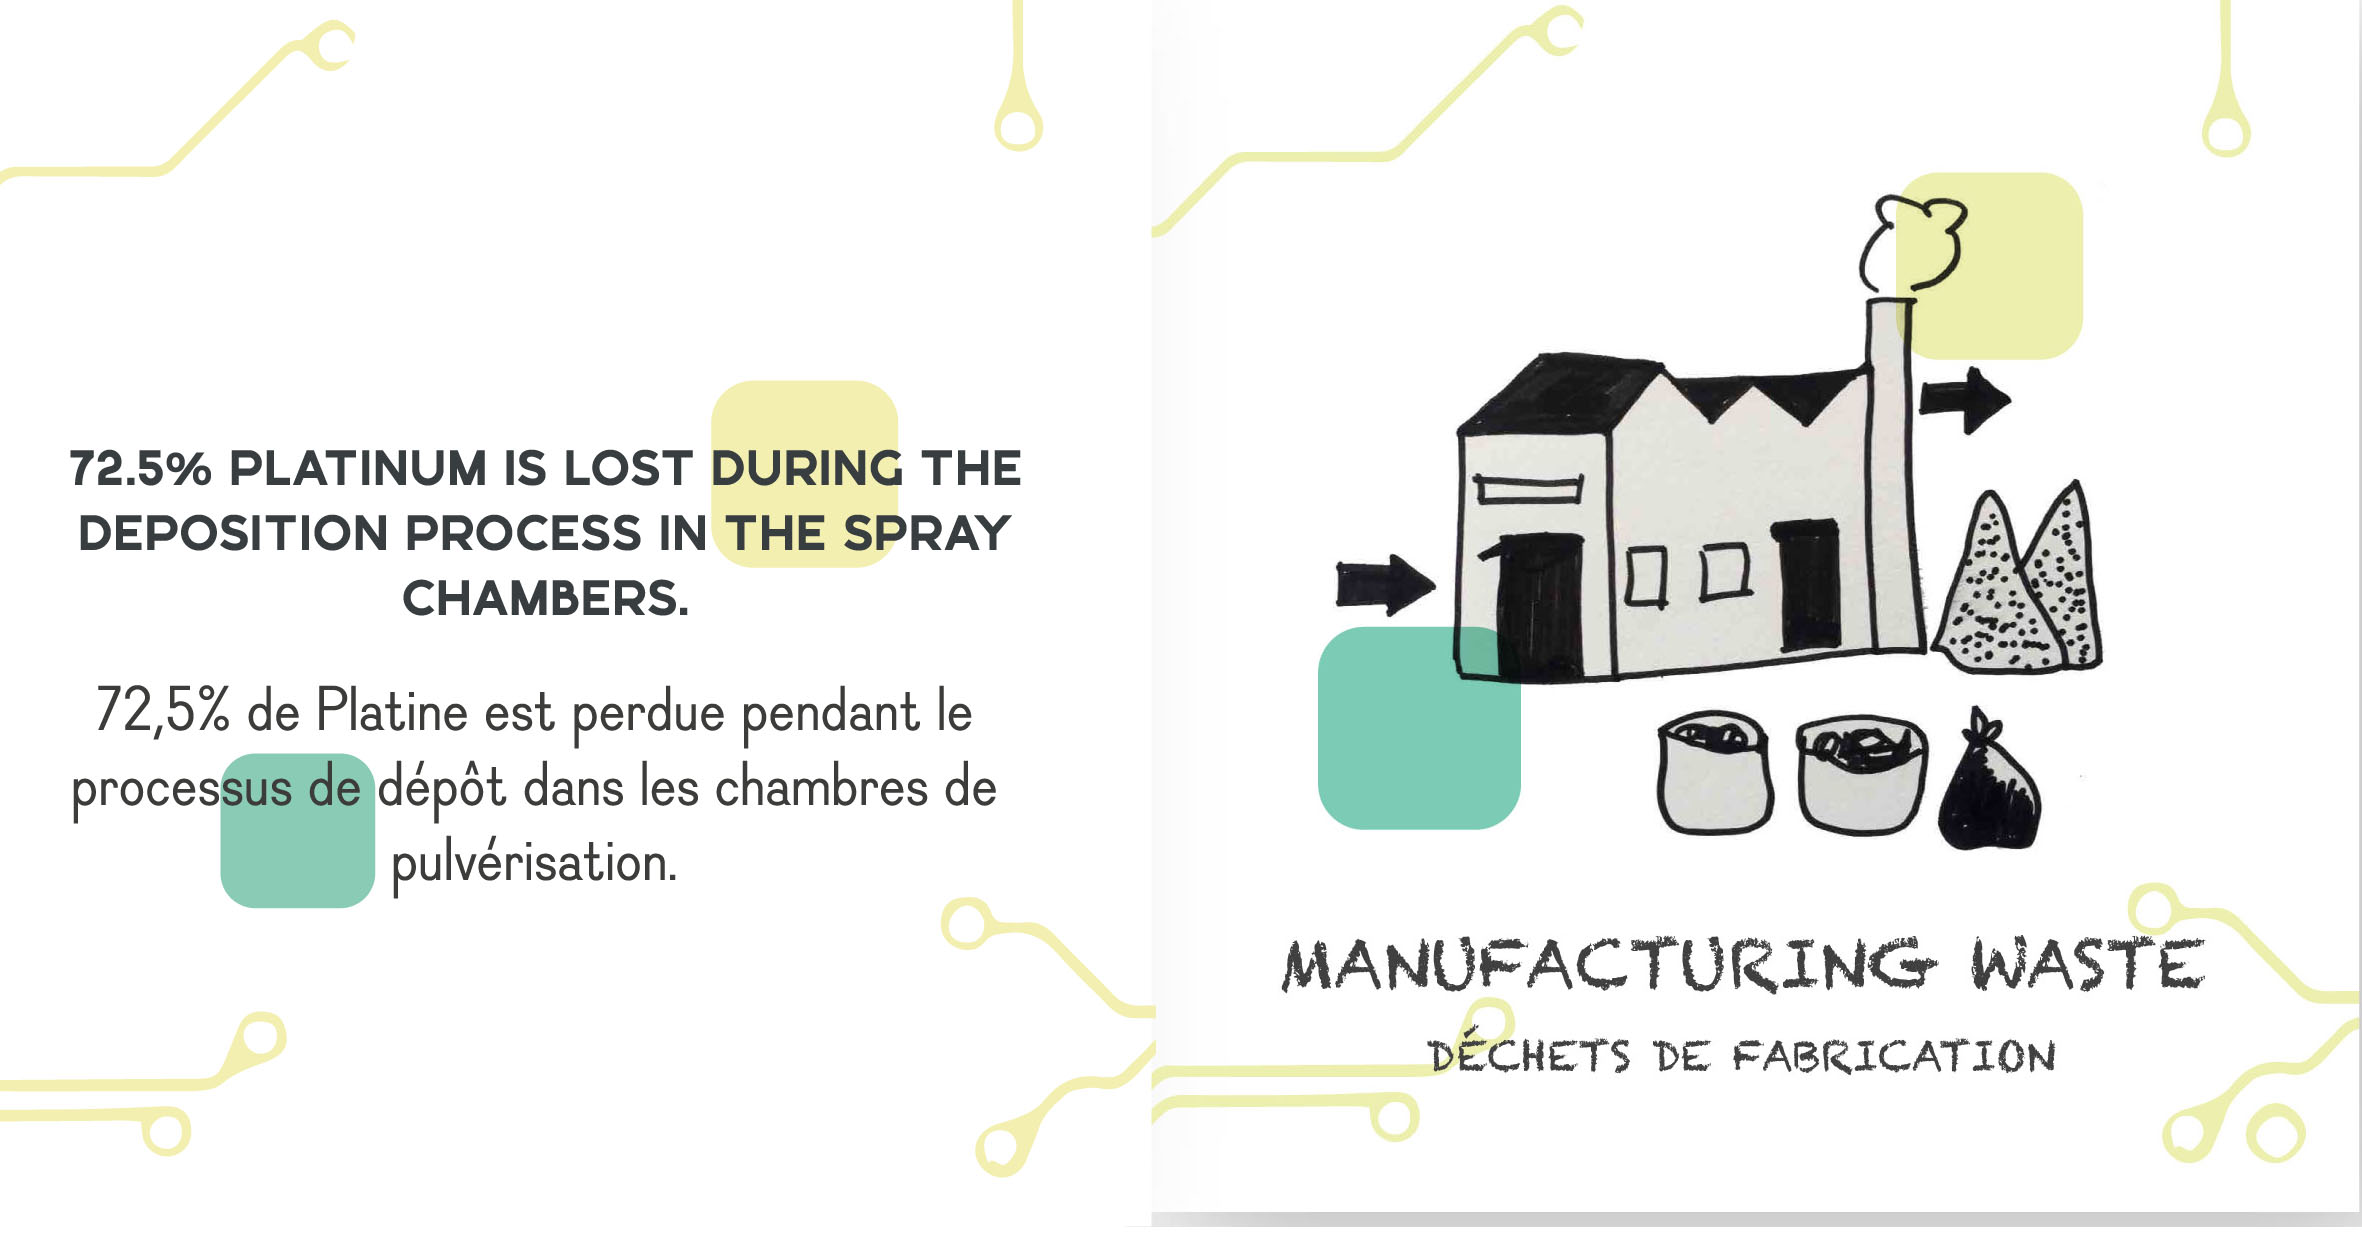 72.5% PLATINUM IS LOST DURING THE
DEPOSITION PROCESS IN THE SPRAY
CHAMBERS.
72,5% de Platine est perdue pendant le
processus de dépôt dans les chambres de
pulvérisation.
MANUFACTURING WASTE
DÉCHETS DE FABRICATION